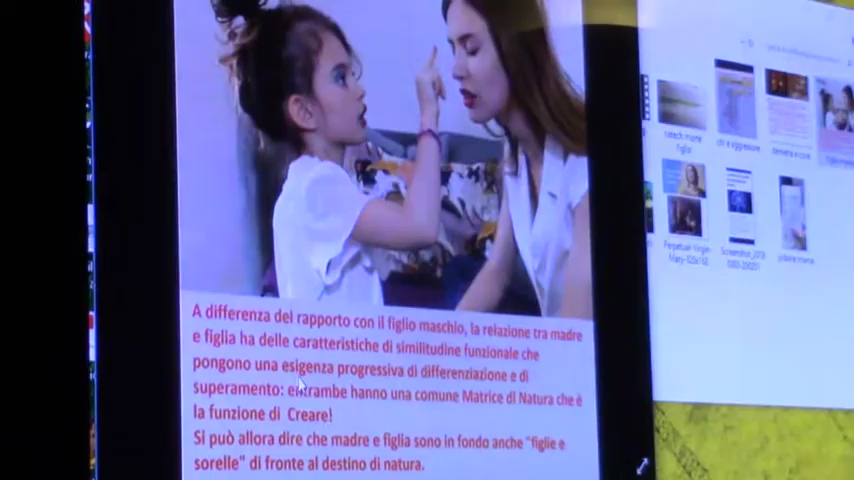 A differenza del rapporto con il figlio maschio, la relazione tra madre
e figlia ha delle caratteristiche di similitudine funzionale che
pongono una esigenza progressiva di differenziazione e di
superamento: entrambe hanno una comune Matrice di Natura che è
la funzione di Creare!
Si può allora dire che madre e figlia sono in fondo anche "figlie e
sorelle" di fronte al destino di natura.